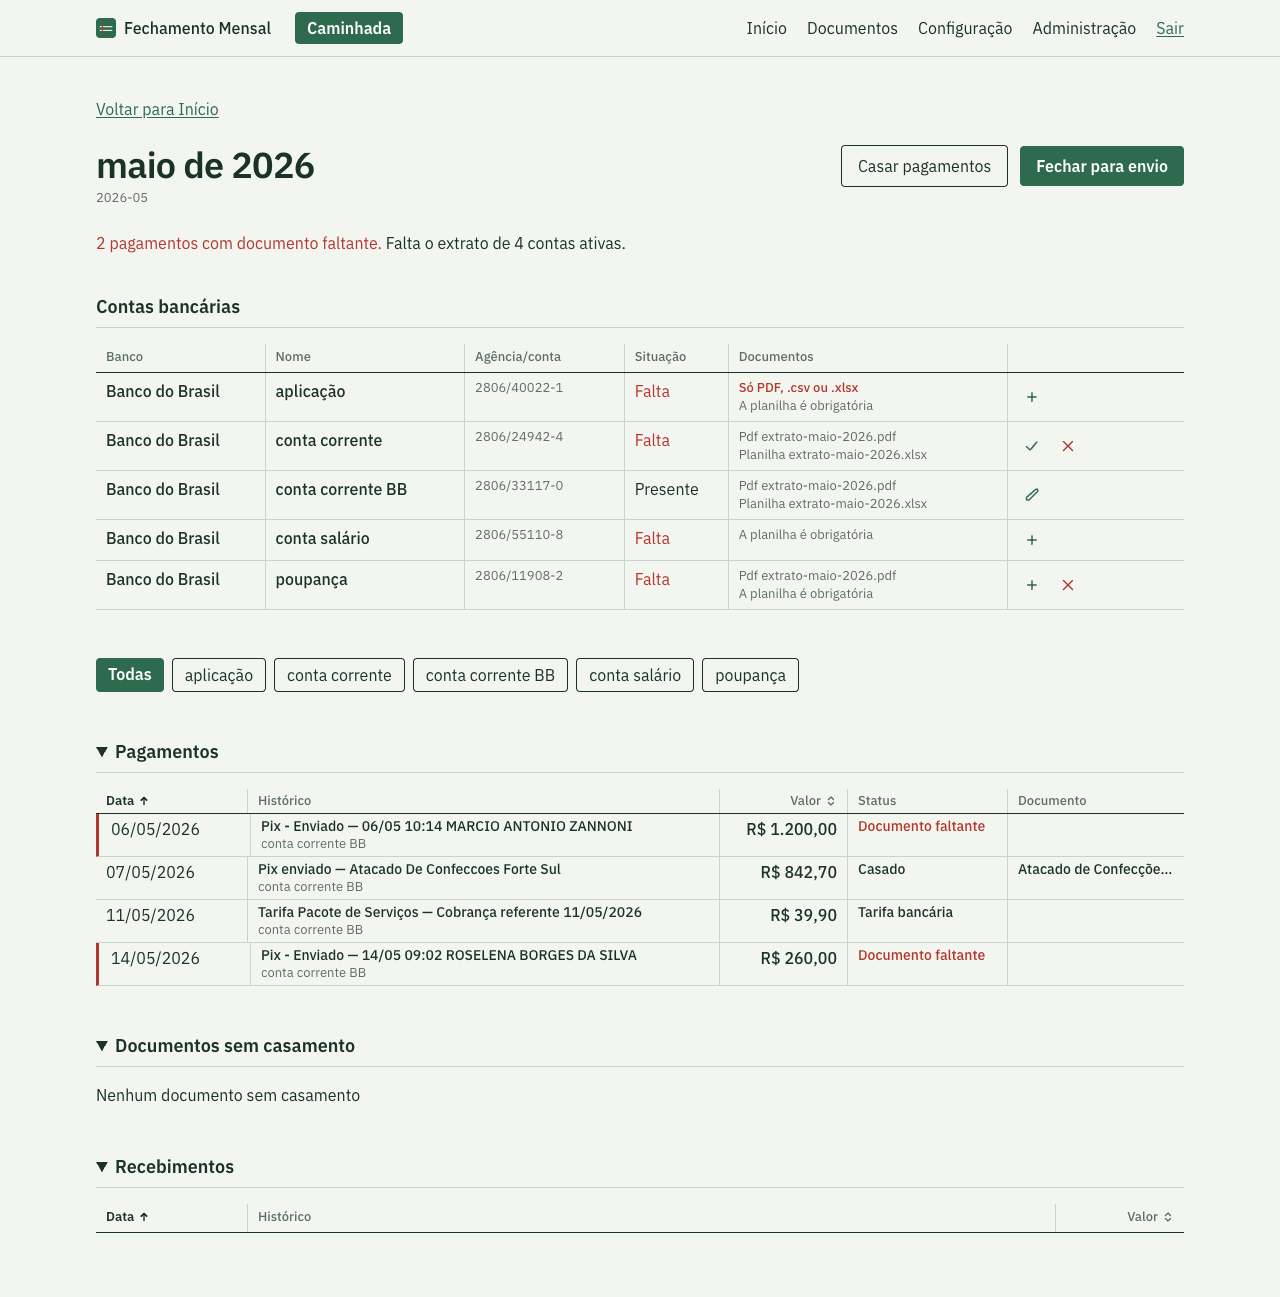 Fechamento Mensal
Caminhada
Início
Documentos
Configuração
Administração
Sair
Voltar para Início
maio de 2026
2026-05
Casar pagamentos
Fechar para envio
2 pagamentos com documento faltante. Falta o extrato de 4 contas ativas.
Contas bancárias
Banco Nome Agência/conta Situação Documentos
Banco do Brasil aplicação 2806/40022-1 Falta Só PDF, .csv ou .xlsx
A planilha é obrigatória
Banco do Brasil conta corrente 2806/24942-4 Falta Pdf extrato-maio-2026.pdf
Planilha extrato-maio-2026.xlsx
Banco do Brasil conta corrente BB 2806/33117-0 Presente Pdf extrato-maio-2026.pdf
Planilha extrato-maio-2026.xlsx
Banco do Brasil conta salário 2806/55110-8 Falta A planilha é obrigatória
Banco do Brasil poupança 2806/11908-2 Falta Pdf extrato-maio-2026.pdf
A planilha é obrigatória
Todas
aplicação
conta corrente
conta corrente BB
conta salário
poupança
Pagamentos
Data Histórico Valor Status Documento
06/05/2026 Pix - Enviado — 06/05 10:14 MARCIO ANTONIO ZANNONI R$ 1.200,00 Documento faltante
conta corrente BB
07/05/2026 Pix enviado — Atacado De Confeccoes Forte Sul R$ 842,70 Casado Atacado de Confecçõe...
conta corrente BB
11/05/2026 Tarifa Pacote de Serviços — Cobrança referente 11/05/2026 R$ 39,90 Tarifa bancária
conta corrente BB
14/05/2026 Pix - Enviado — 14/05 09:02 ROSELENA BORGES DA SILVA R$ 260,00 Documento faltante
conta corrente BB
Documentos sem casamento
Nenhum documento sem casamento
Recebimentos
Data Histórico Valor